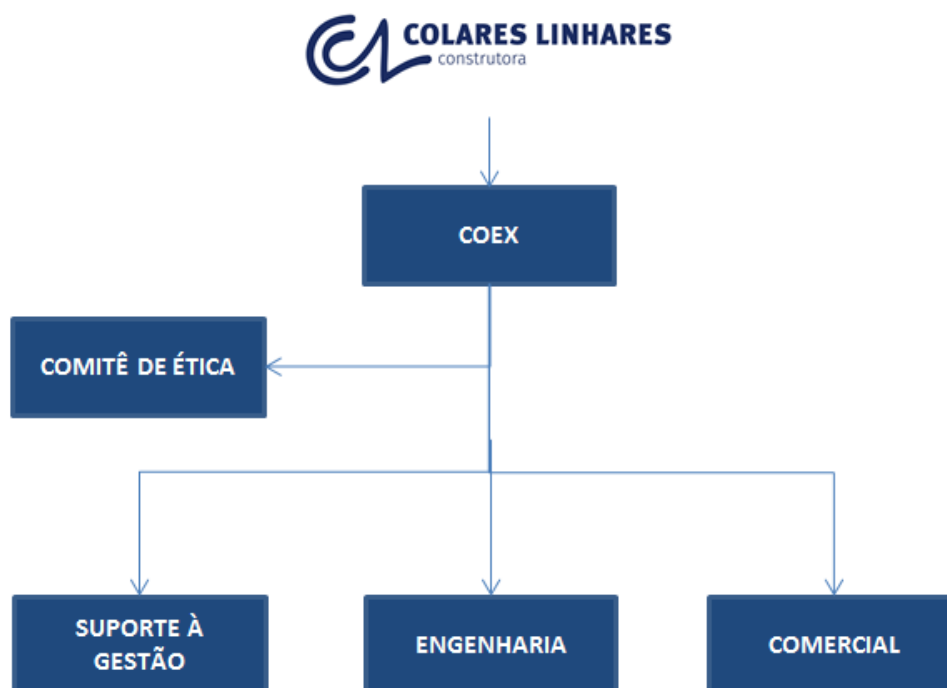 COLARES LINHARES
construtora
COEX
COMITÊ DE ÉTICA
SUPORTE À
GESTÃO
ENGENHARIA
COMERCIAL